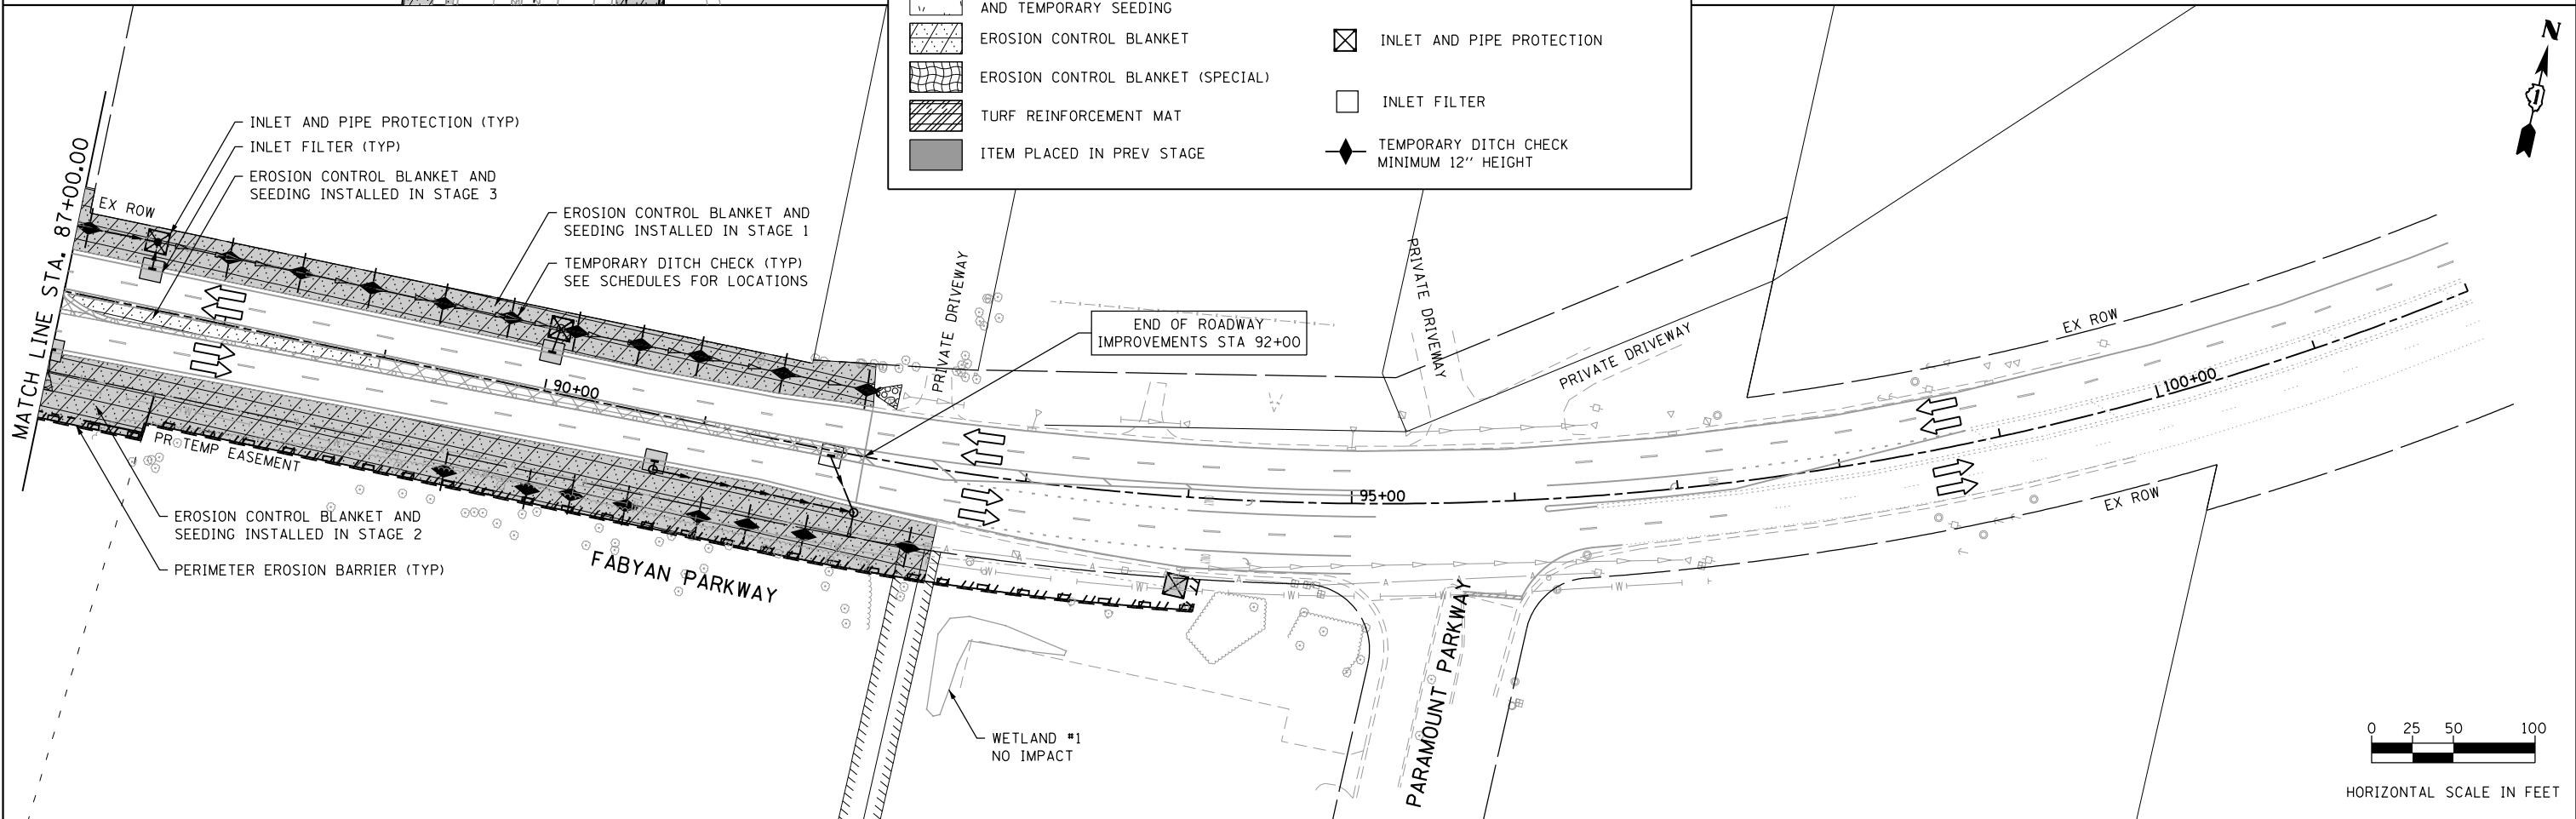 AND TEMPORARY SEEDING
EROSION CONTROL BLANKET
EROSION CONTROL BLANKET (SPECIAL)
TURF REINFORCEMENT MAT
ITEM PLACED IN PREV STAGE
INLET AND PIPE PROTECTION
INLET FILTER
TEMPORARY DITCH CHECK
MINIMUM 12'' HEIGHT
N
1
INLET AND PIPE PROTECTION (TYP)
INLET FILTER (TYP)
EROSION CONTROL BLANKET AND
SEEDING INSTALLED IN STAGE 3
EX ROW
EROSION CONTROL BLANKET AND
SEEDING INSTALLED IN STAGE 1
TEMPORARY DITCH CHECK (TYP)
SEE SCHEDULES FOR LOCATIONS
MATCH LINE STA. 87+00.00
PRIVATE DRIVEWAY
END OF ROADWAY
IMPROVEMENTS STA 92+00
PRIVATE DRIVEWAY
PRIVATE DRIVEWAY
EX ROW
90+00
95+00
100+00
EX ROW
PR TEMP EASEMENT
EROSION CONTROL BLANKET AND
SEEDING INSTALLED IN STAGE 2
PERIMETER EROSION BARRIER (TYP)
FABYAN PARKWAY
A
A
A
A
A
W
W
W
W
W
W
PARAMOUNT PARKWAY
WETLAND #1
NO IMPACT
0 25 50 100
HORIZONTAL SCALE IN FEET